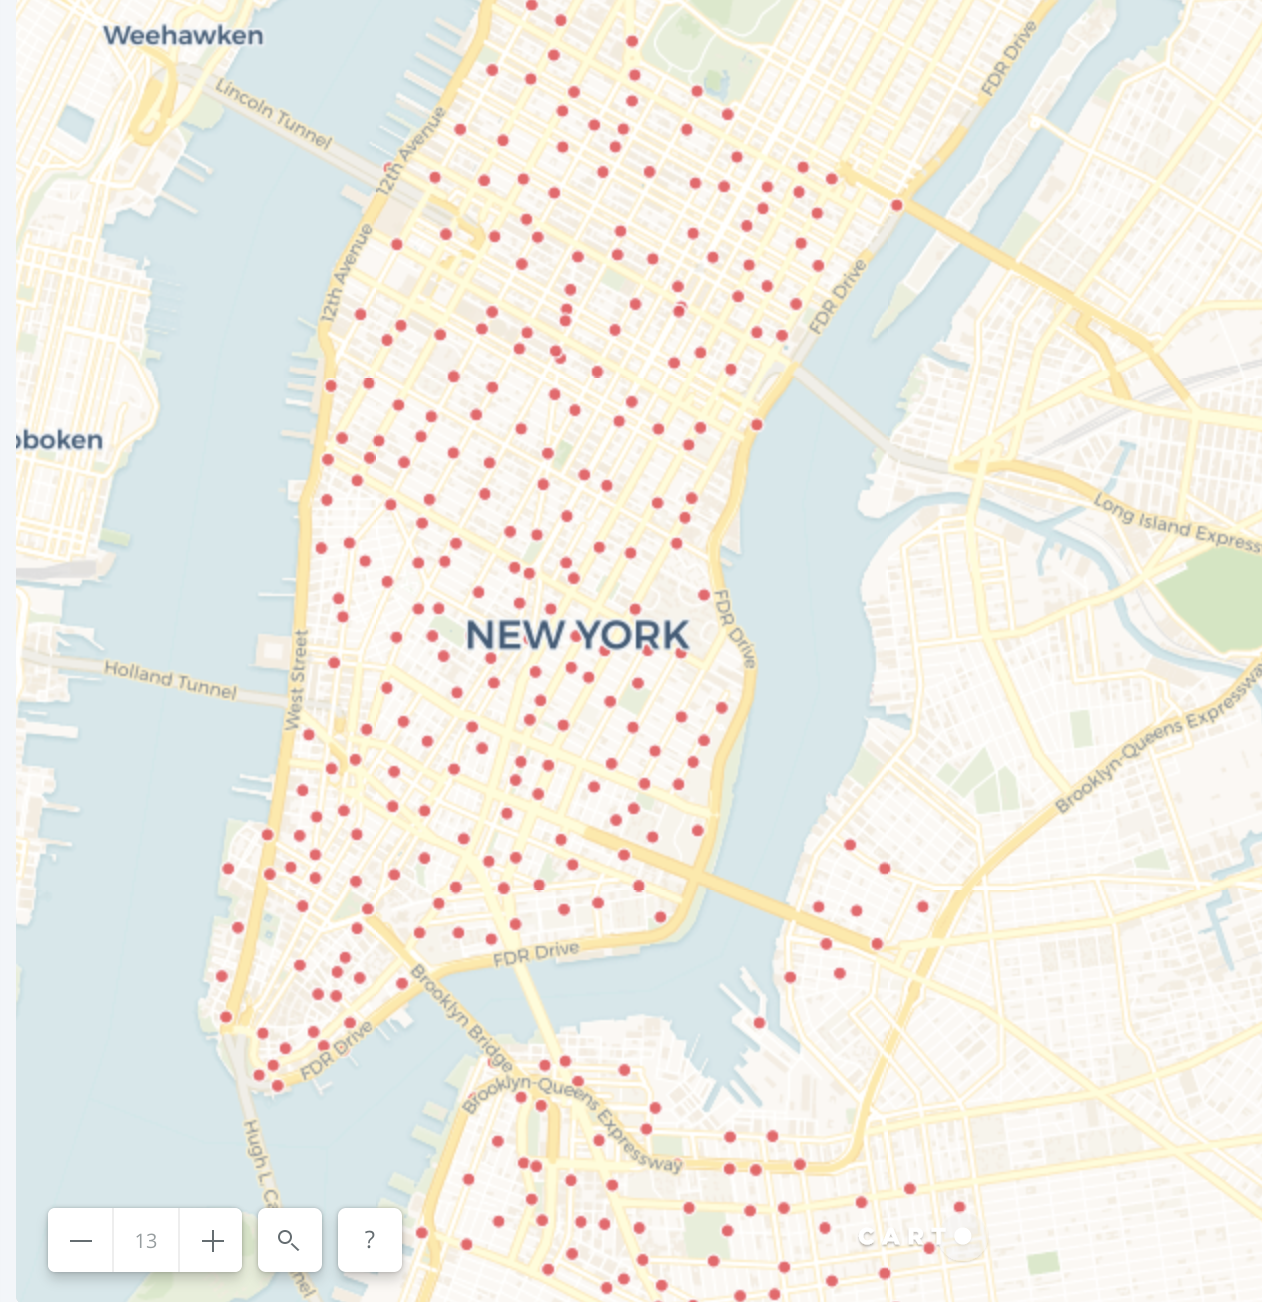 Weehawken
Lincoln Tunnel
12th Avenue
FDR Drive
12th Avenue
FDR Drive
oboken
Long Island Express
NEW YORK
FDR Drive
West Street
Holland Tunnel
Brooklyn-Queens Expressway
FDR Drive
Brooklyn Bridge
FDR Drive
Brooklyn-Queens Expressway
Hugh L. Ca
nel
13
?
CARTO